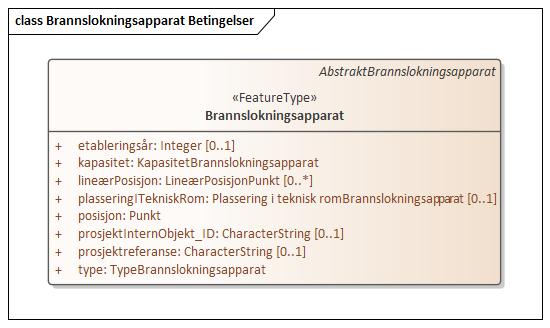 class Brannslokningsapparat Betingelser
AbstraktBrannslokningsapparat
«FeatureType»
Brannslokningsapparat
+ etableringsår: Integer [0..1]
+ kapasitet: KapasitetBrannslokningsapparat
+ lineærPosisjon: LineærPosisjonPunkt [0..*]
+ plasseringITekniskRom: Plassering i teknisk romBrannslokningsapparat [0..1]
+ posisjon: Punkt
+ prosjektInternObjekt_ID: CharacterString [0..1]
+ prosjektreferanse: CharacterString [0..1]
+ type: TypeBrannslokningsapparat